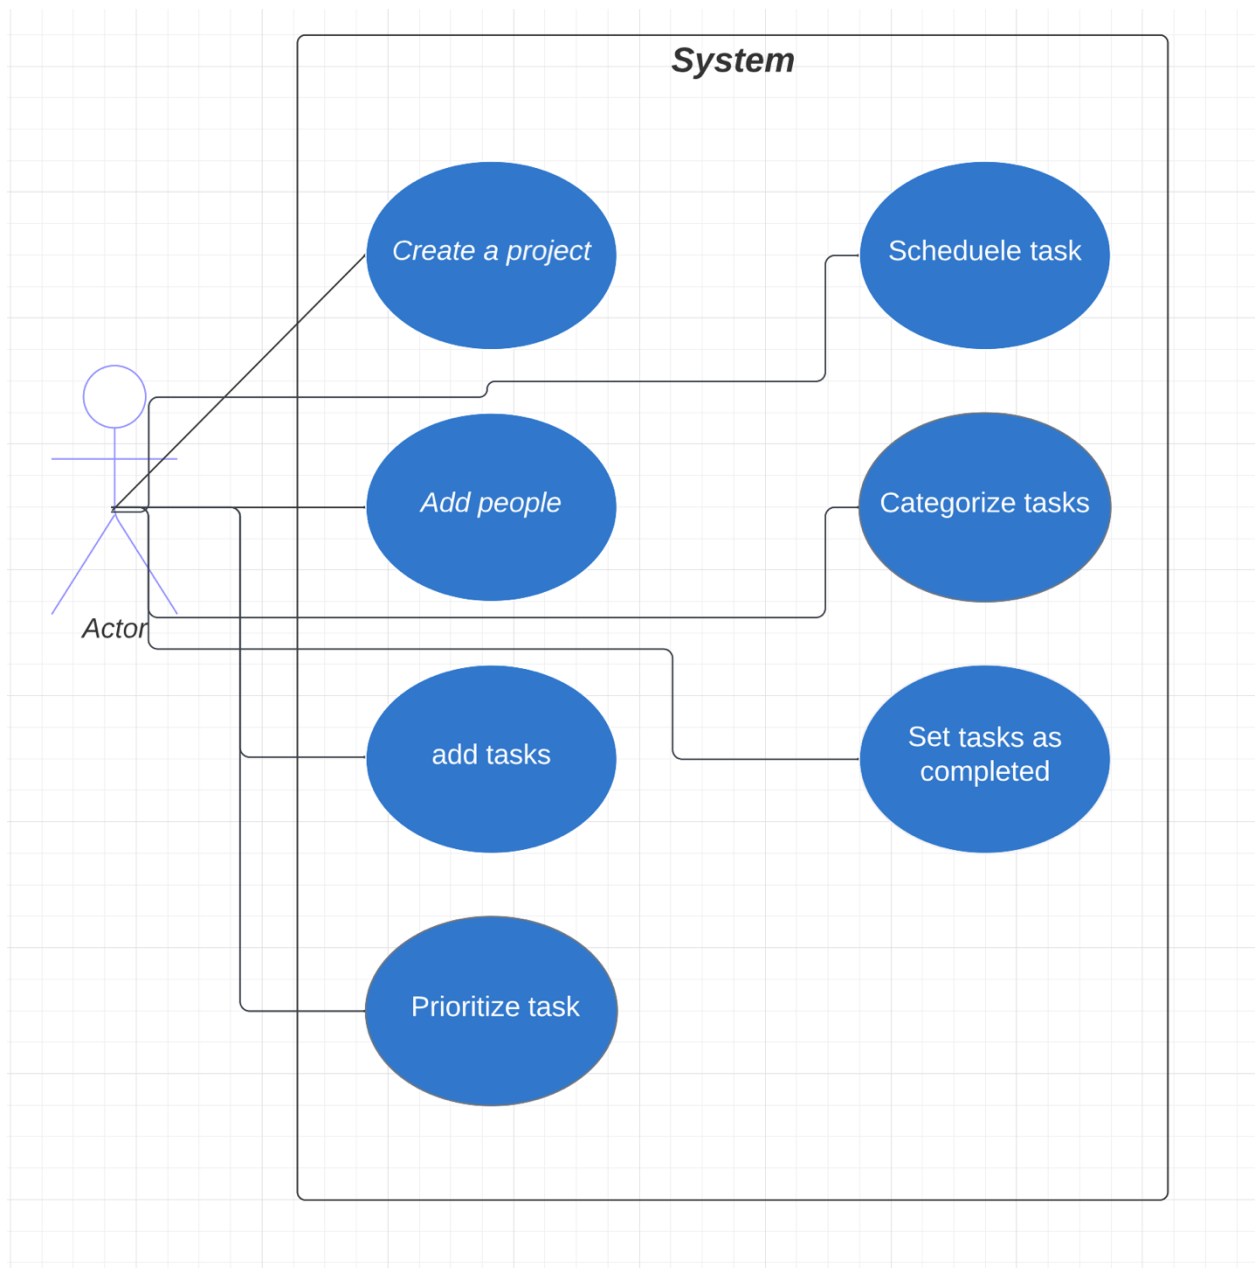 System
Create a project
Scheduele task
Add people
Categorize tasks
Actor
add tasks
Set tasks as
completed
Prioritize task